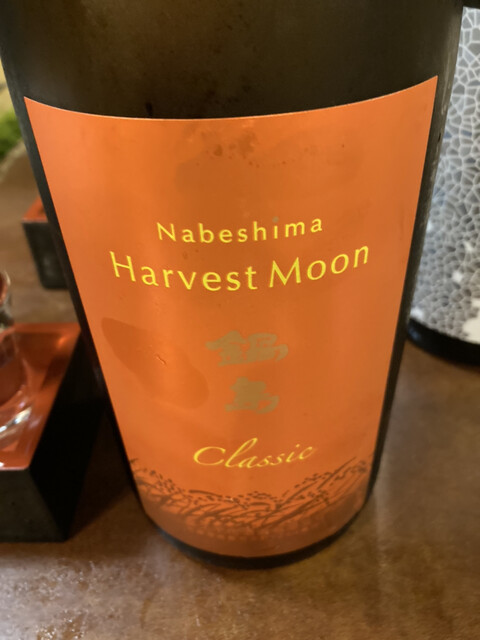 Nabeshima
Harvest Moon
鍋
島
Classic